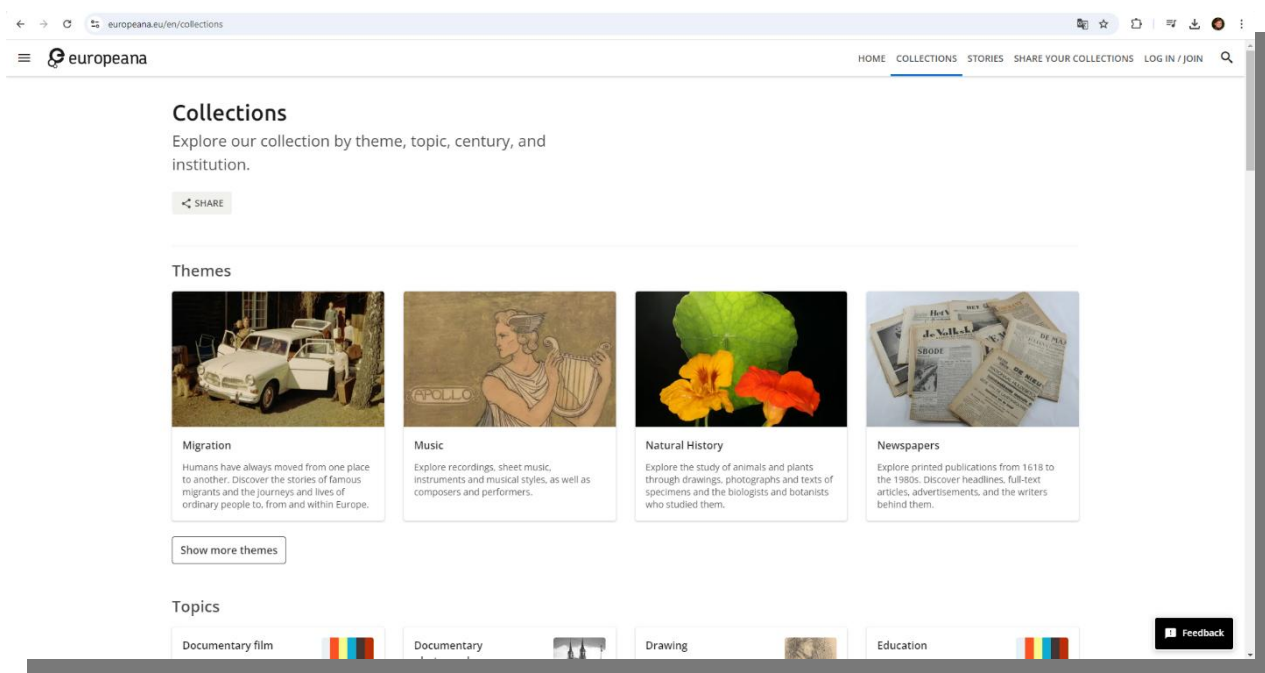 europeana.eu/en/collections
europeana
HOME COLLECTIONS STORIES SHARE YOUR COLLECTIONS LOG IN / JOIN
Collections
Explore our collection by theme, topic, century, and
institution.
SHARE
Themes
APOLLO
Migration
Humans have always moved from one place
to another. Discover the stories of famous
migrants and the journeys and lives of
ordinary people to, from and within Europe.
Music
Explore recordings, sheet music,
instruments and musical styles, as well as
composers and performers.
Natural History
Explore the study of animals and plants
through drawings, photographs and texts of
specimens and the biologists and botanists
who studied them.
Newspapers
Explore printed publications from 1618 to
the 1980s. Discover headlines, full-text
articles, advertisements, and the writers
behind them.
Show more themes
Topics
Documentary film
Documentary
Drawing
Education
Feedback